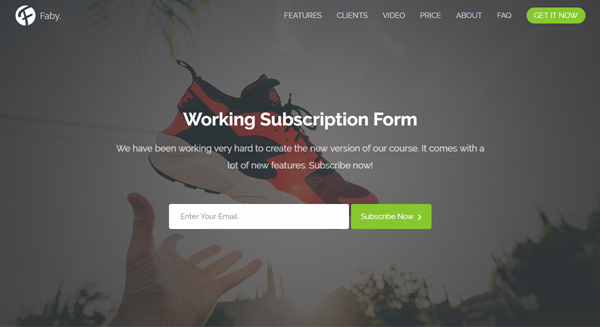 Faby.
FEATURES CLIENTS VIDEO PRICE ABOUT FAQ GET IT NOW
Working Subscription Form
We have been working very hard to create the new version of our course. It comes with a
lot of new features. Subscribe now!
Enter Your Email...
Subscribe Now